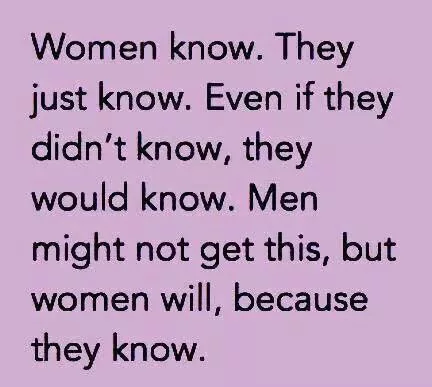 Women know. They
just know. Even if they
didn't know, they
would know. Men
might not get this, but
women will, because
they know.